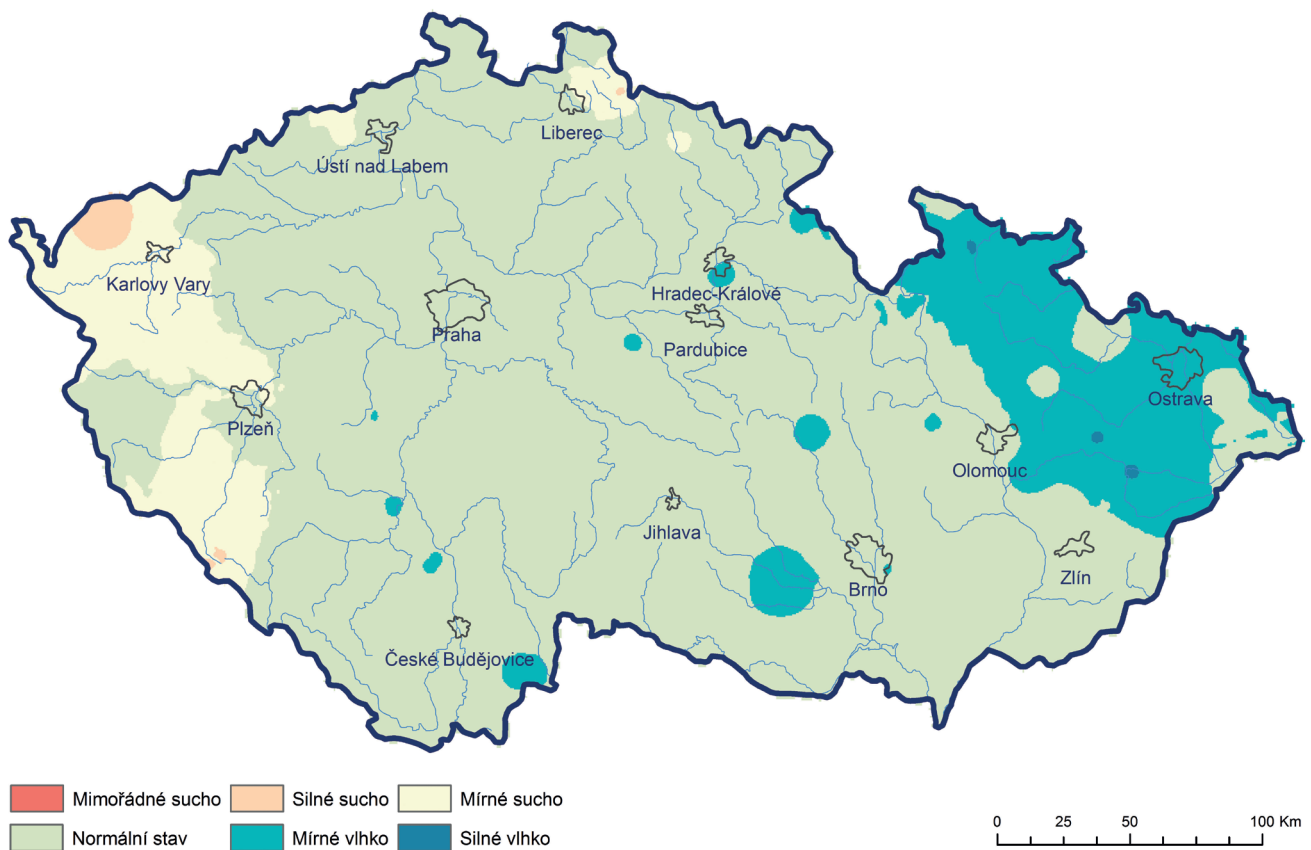 Liberec
Ústí nad Labem
Karlovy Vary
Hradec-Králové
Praha
Pardubice
Ostrava
Plzeň
Olomouc
Jihlava
Zlín
Brno
České Budějovice
Mimořádné sucho Silné sucho Mírné sucho
Normální stav Mírné vlhko Silné vlhko
0 25 50 100 Km